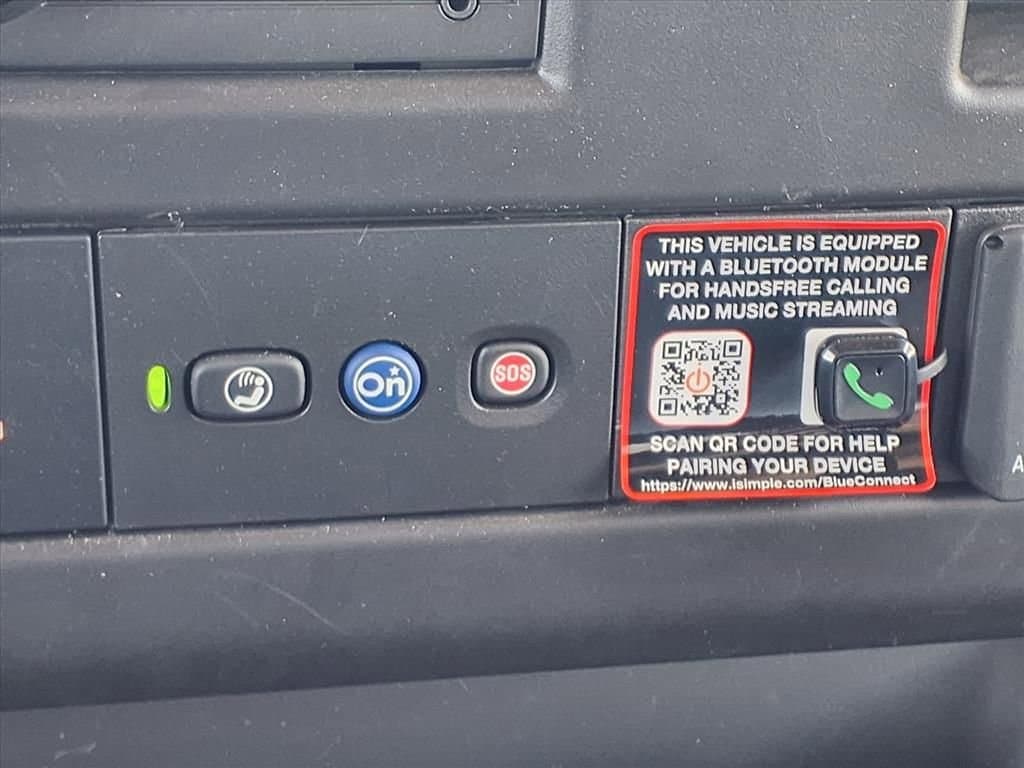 On
SOS
THIS VEHICLE IS EQUIPPED
WITH A BLUETOOTH MODULE
FOR HANDSFREE CALLING
AND MUSIC STREAMING
SCAN QR CODE FOR HELP
PAIRING YOUR DEVICE
https://www.isimple.com/BlueConnect
A